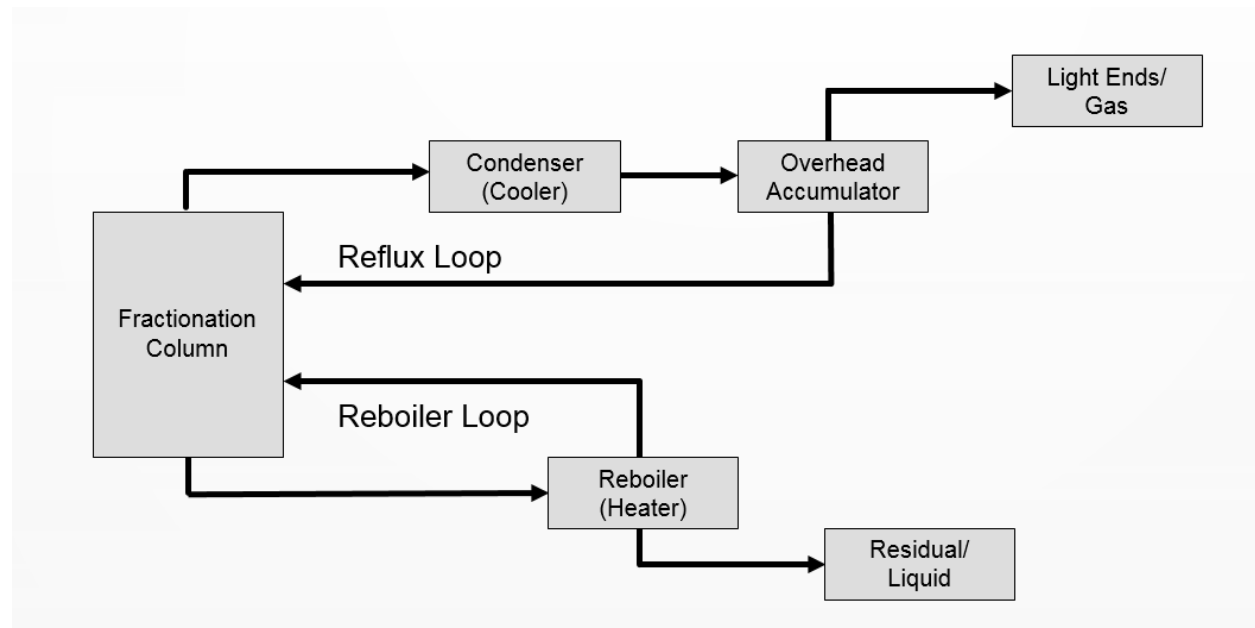 Light Ends/
Gas
Condenser
(Cooler)
Overhead
Accumulator
Reflux Loop
Fractionation
Column
Reboiler Loop
Reboiler
(Heater)
Residual/
Liquid